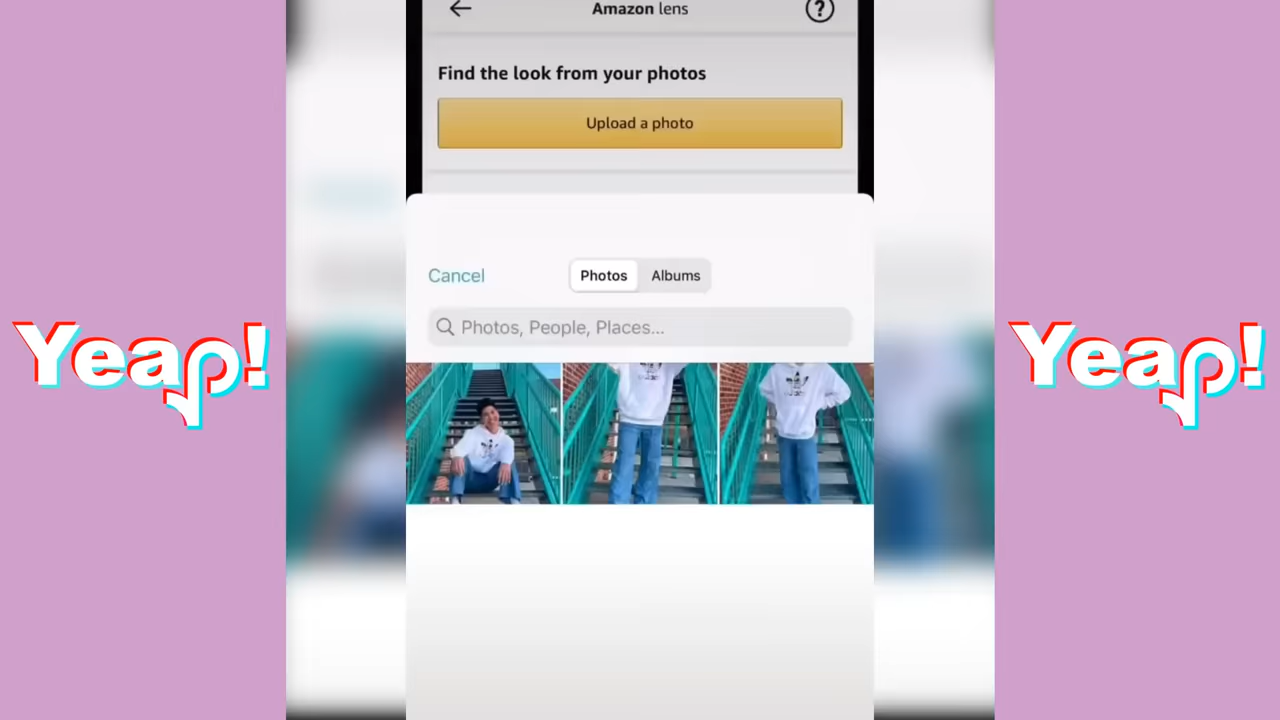 Amazon lens
?
Find the look from your photos
Upload a photo
Cancel
Photos
Albums
Photos, People, Places...
Yeap!
Yeap!